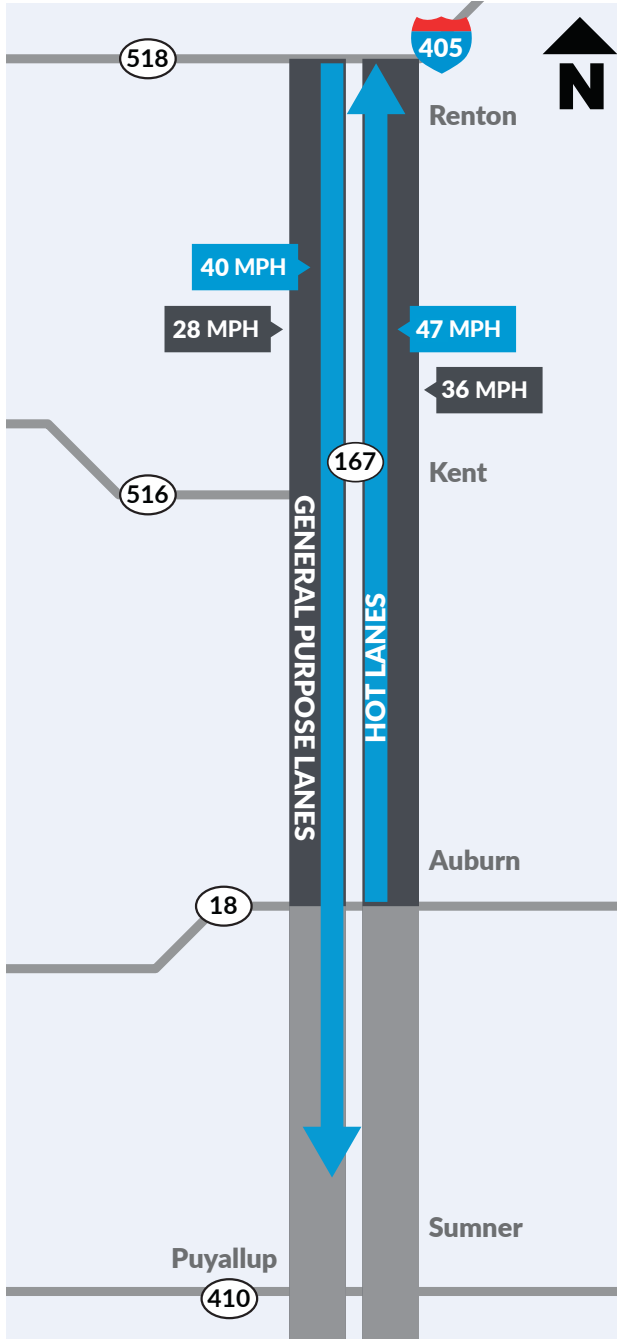 518
405
N
Renton
40 MPH
28 MPH
47 MPH
36 MPH
167
Kent
516
GENERAL PURPOSE LANES
HOT LANES
Auburn
18
Sumner
Puyallup
410